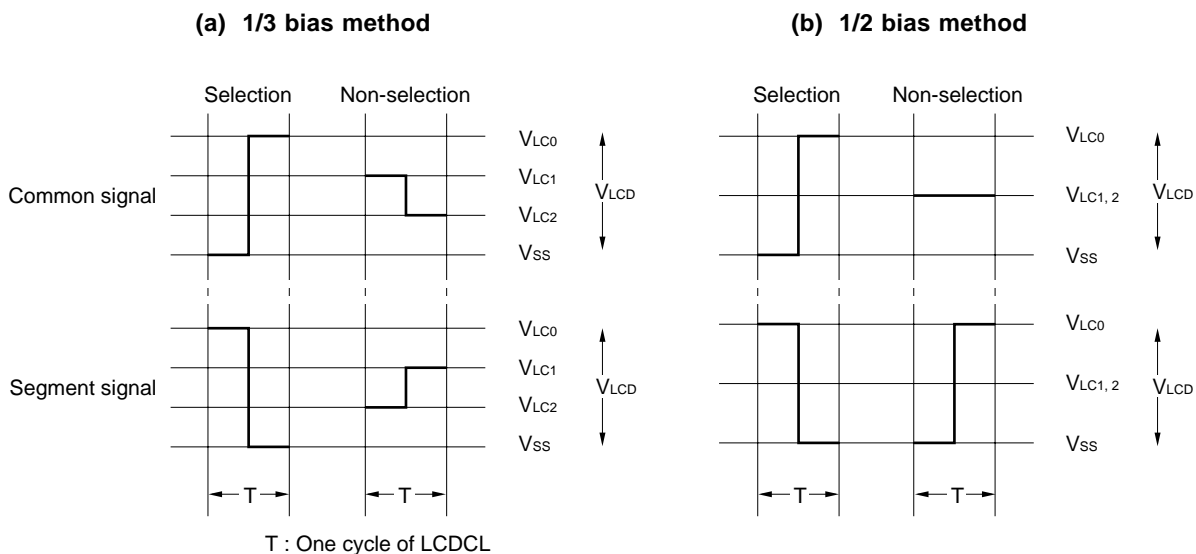 (a) 1/3 bias method
(b) 1/2 bias method
Selection
Non-selection
Selection
Non-selection
Common signal
VLC0
VLC1
VLC2
VSS
VLCD
VLC0
VLC1, 2
VSS
VLCD
Segment signal
VLC0
VLC1
VLC2
VSS
VLCD
VLC0
VLC1, 2
VSS
VLCD
T
T
T
T
T : One cycle of LCDCL